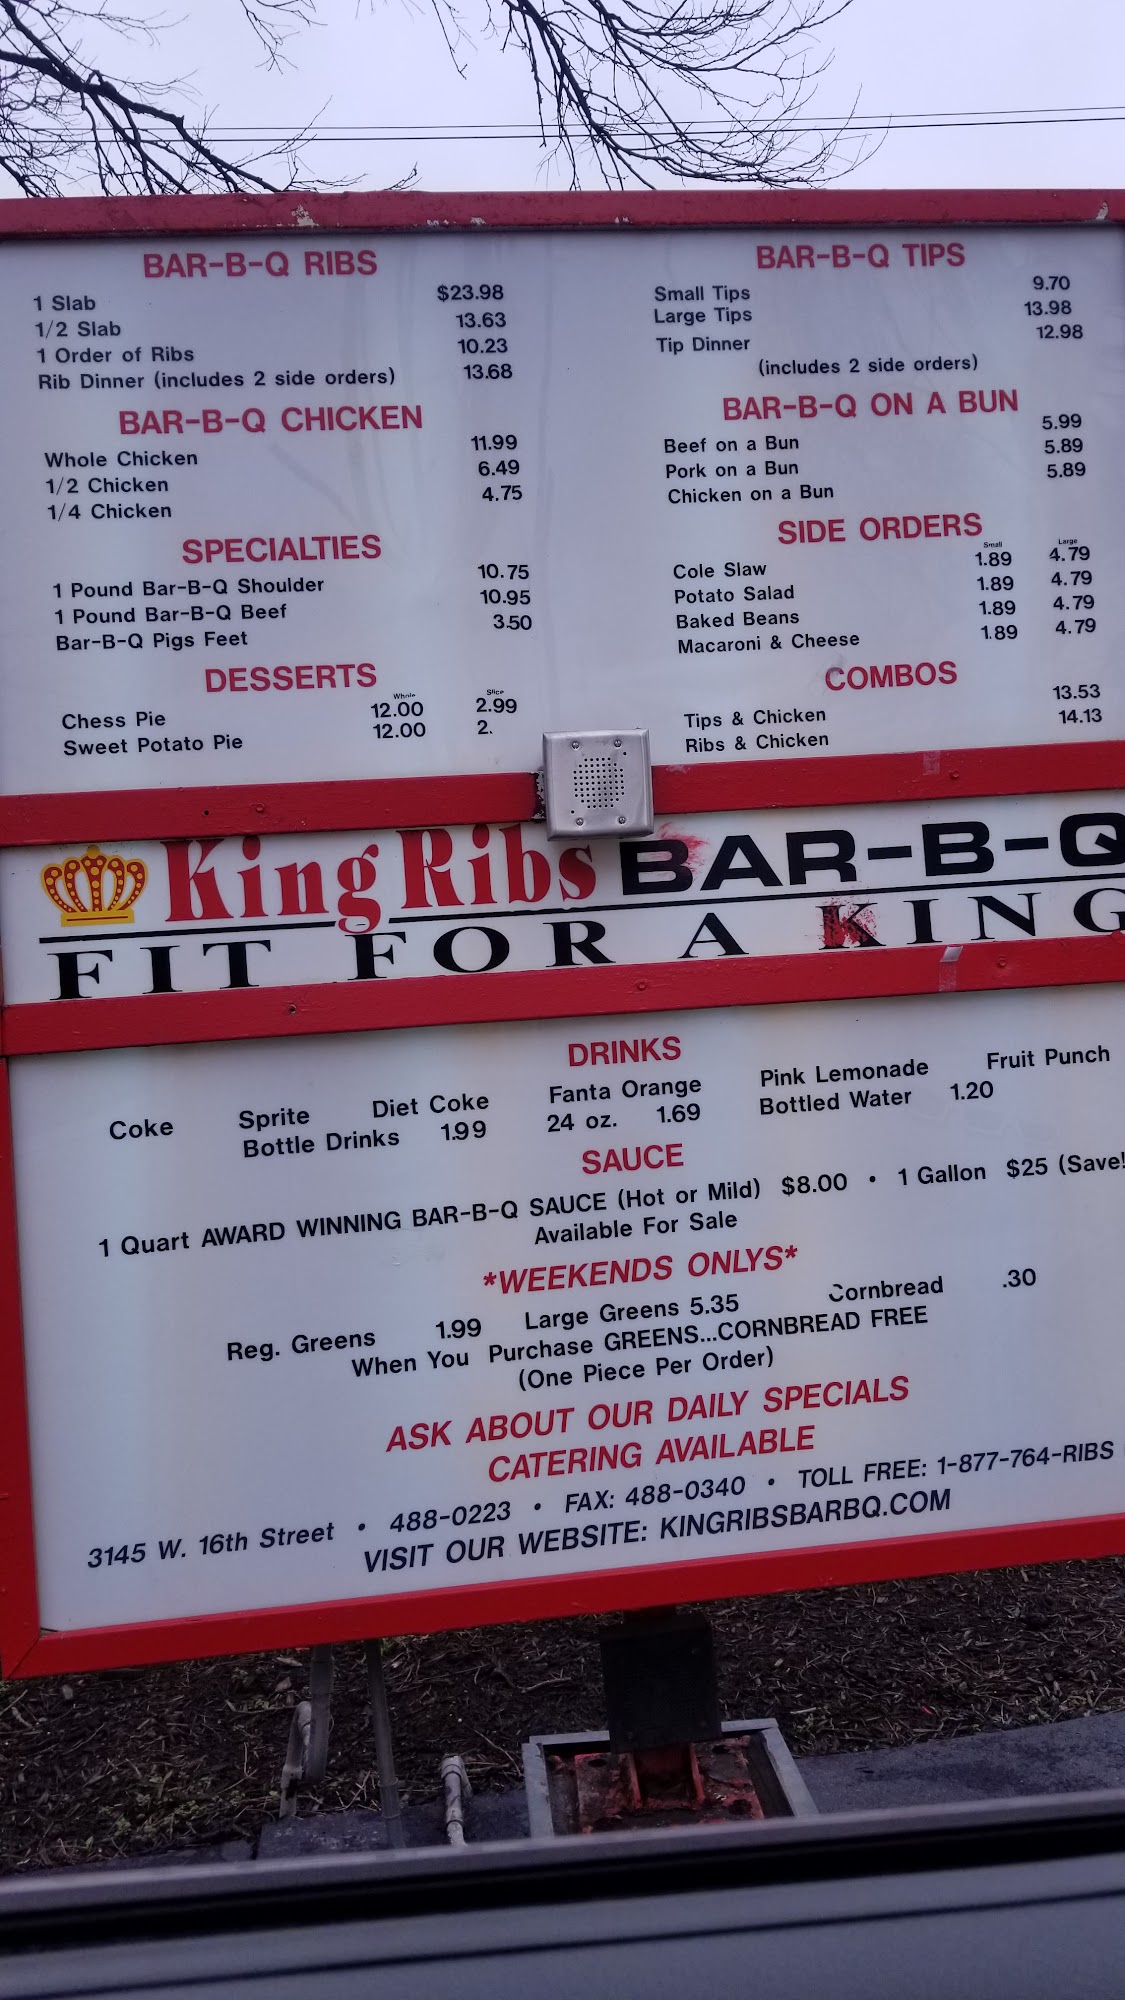 BAR-B-Q RIBS
1 Slab $23.98
1/2 Slab 13.63
1 Order of Ribs 10.23
Rib Dinner (includes 2 side orders) 13.68
BAR-B-Q CHICKEN
Whole Chicken 11.99
1/2 Chicken 6.49
1/4 Chicken 4.75
SPECIALTIES
1 Pound Bar-B-Q Shoulder 10.75
1 Pound Bar-B-Q Beef 10.95
Bar-B-Q Pigs Feet 3.50
DESSERTS
Whole Slice
Chess Pie 12.00 2.99
Sweet Potato Pie 12.00 2.
BAR-B-Q TIPS
Small Tips 9.70
Large Tips 13.98
Tip Dinner 12.98
(includes 2 side orders)
BAR-B-Q ON A BUN
Beef on a Bun 5.99
Pork on a Bun 5.89
Chicken on a Bun 5.89
SIDE ORDERS
Small Large
Cole Slaw 1.89 4.79
Potato Salad 1.89 4.79
Baked Beans 1.89 4.79
Macaroni & Cheese 1.89 4.79
COMBOS
Tips & Chicken 13.53
Ribs & Chicken 14.13
King Ribs BAR-B-Q
FIT FOR A KING
DRINKS
Coke Sprite Diet Coke Fanta Orange Pink Lemonade Fruit Punch
Bottle Drinks 1.99 24 oz. 1.69 Bottled Water 1.20
SAUCE
1 Quart AWARD WINNING BAR-B-Q SAUCE (Hot or Mild) $8.00 • 1 Gallon $25 (Save!
Available For Sale
*WEEKENDS ONLYS*
Reg. Greens 1.99 Large Greens 5.35 Cornbread .30
When You Purchase GREENS...CORNBREAD FREE
(One Piece Per Order)
ASK ABOUT OUR DAILY SPECIALS
CATERING AVAILABLE
3145 W. 16th Street • 488-0223 • FAX: 488-0340 • TOLL FREE: 1-877-764-RIBS
VISIT OUR WEBSITE: KINGRIBSBARBQ.COM